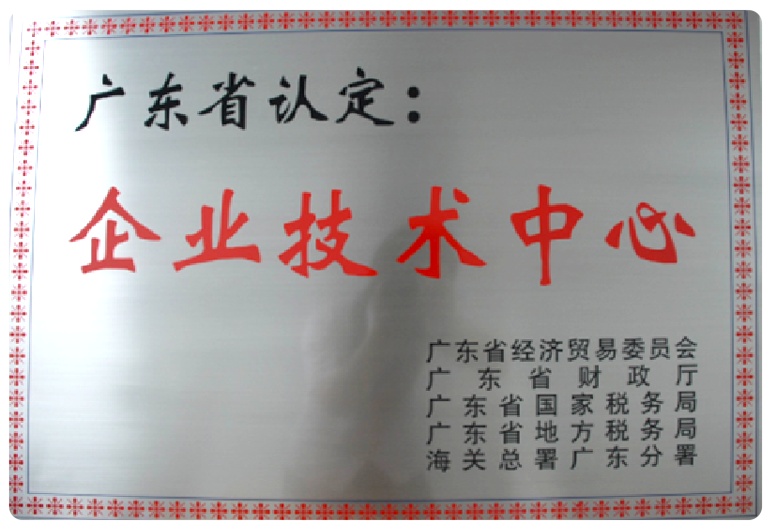 广东省认定：
企业技术中心
广东省经济贸易委员会
广东省财政厅
广东省国家税务局
广东省地方税务局
海关总署广东分署